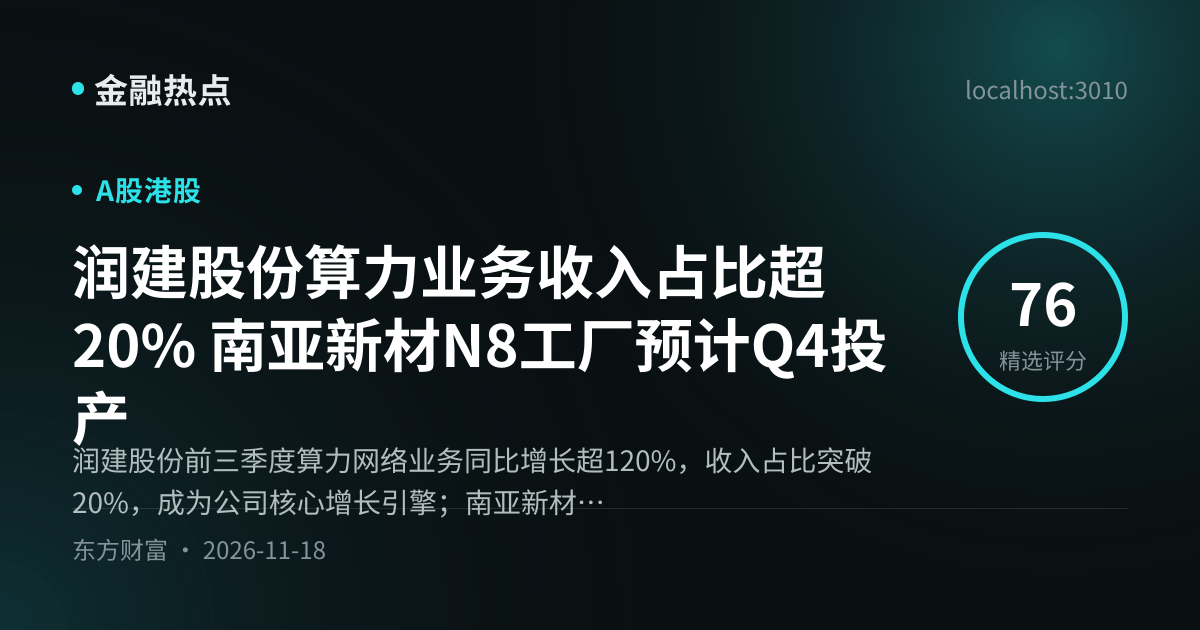 金融热点
localhost:3010
A股港股
润建股份算力业务收入占比超
20% 南亚新材N8工厂预计Q4投
产
76
精选评分
润建股份前三季度算力网络业务同比增长超120%，收入占比突破
20%，成为公司核心增长引擎；南亚新材…
东方财富 · 2026-11-18